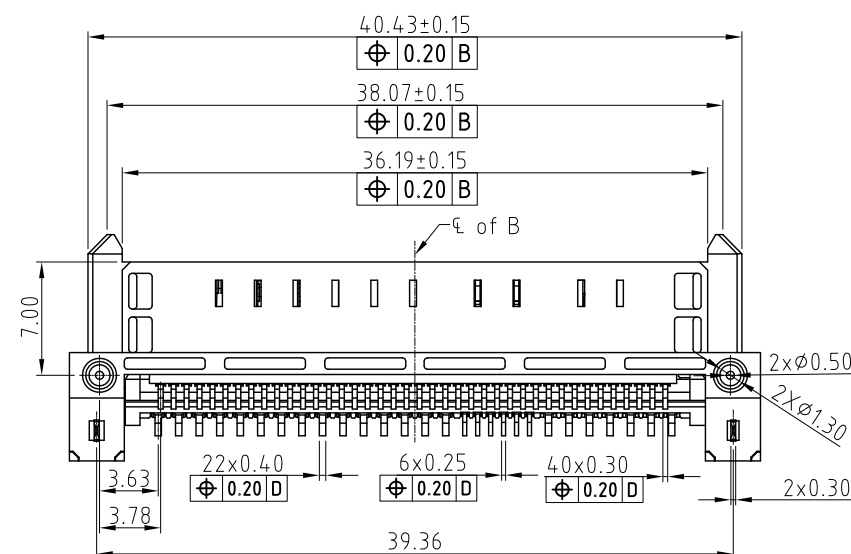 40.43±0.15
⌖ 0.20 B
38.07±0.15
⌖ 0.20 B
36.19±0.15
⌖ 0.20 B
℄ of B
7.00
2xØ0.50
2XØ1.30
3.63
22x0.40
⌖ 0.20 D
6x0.25
⌖ 0.20 D
40x0.30
⌖ 0.20 D
2x0.30
3.78
39.36